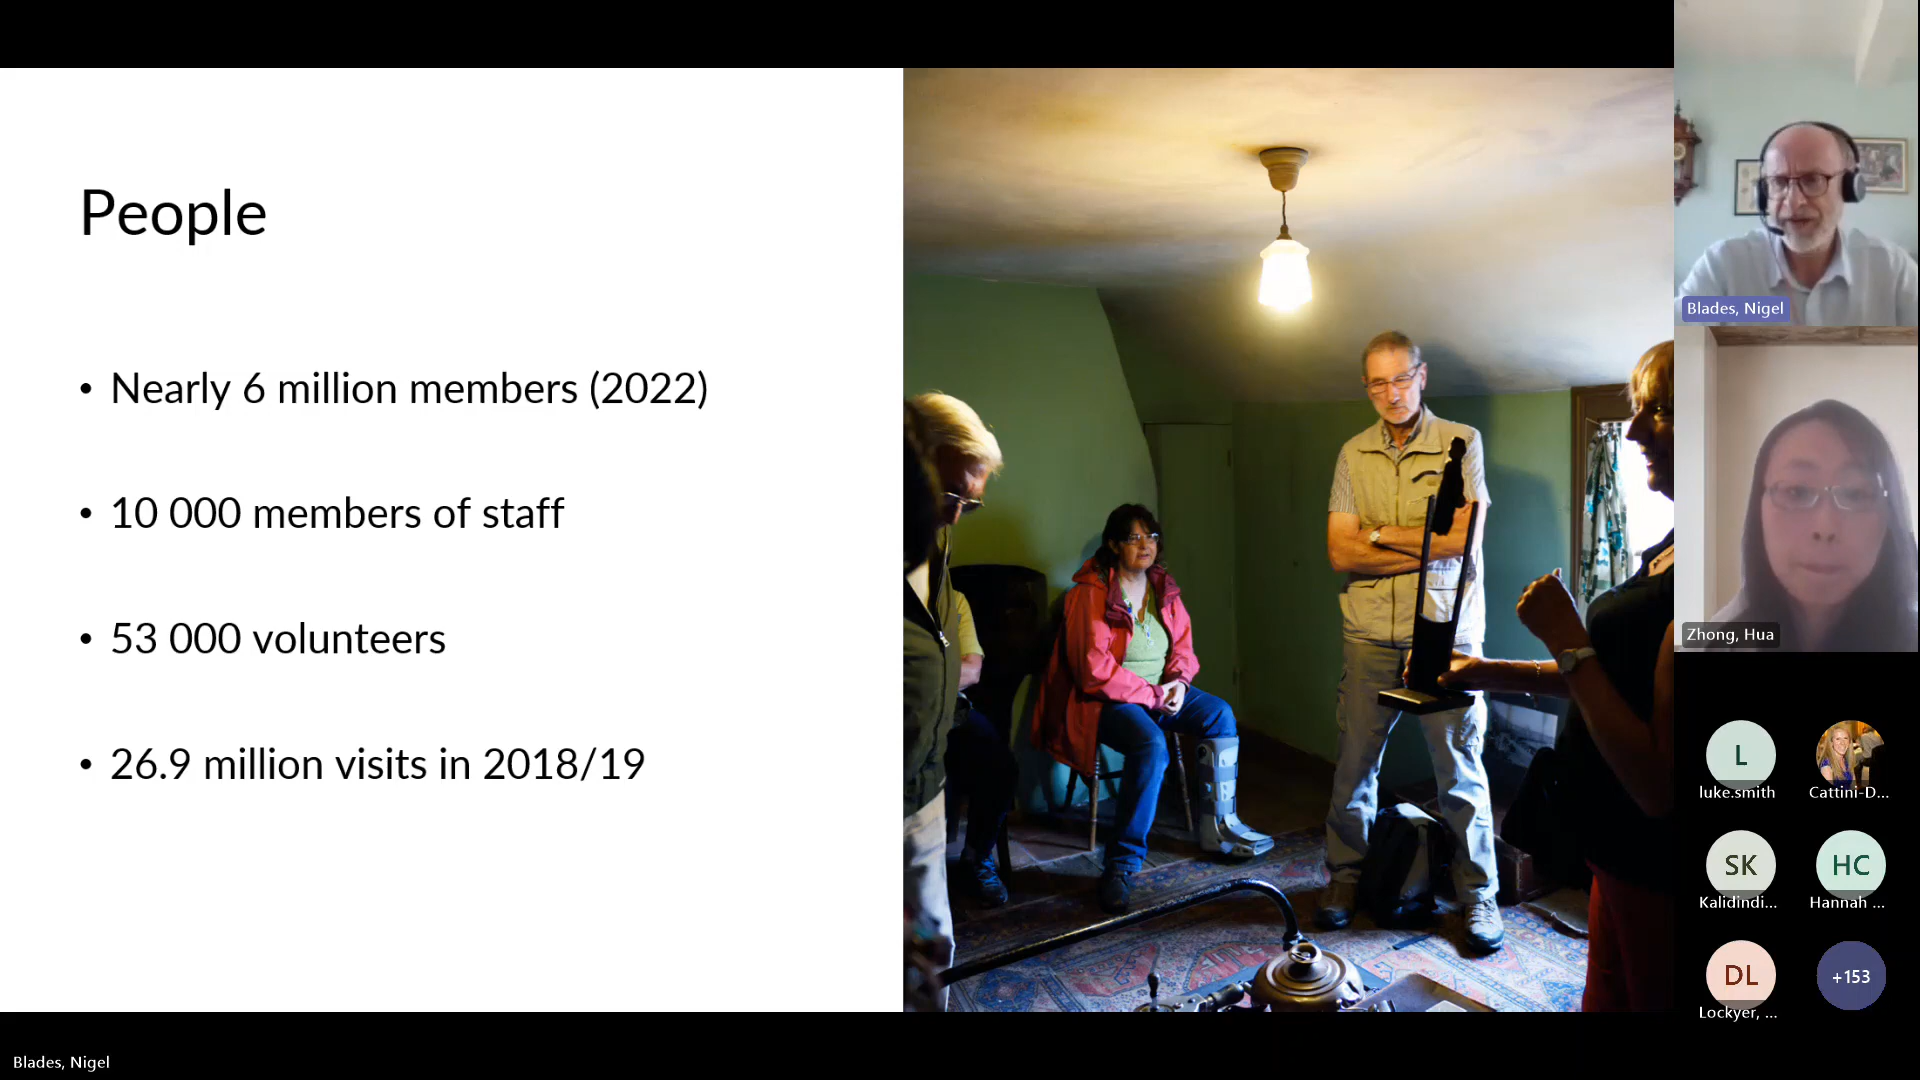 People
• Nearly 6 million members (2022)
• 10 000 members of staff
• 53 000 volunteers
• 26.9 million visits in 2018/19
Blades, Nigel
Zhong, Hua
L
luke.smith
Cattini-D...
SK
HC
Kalidindi...
Hannah ...
DL
+153
Lockyer, ...
Blades, Nigel